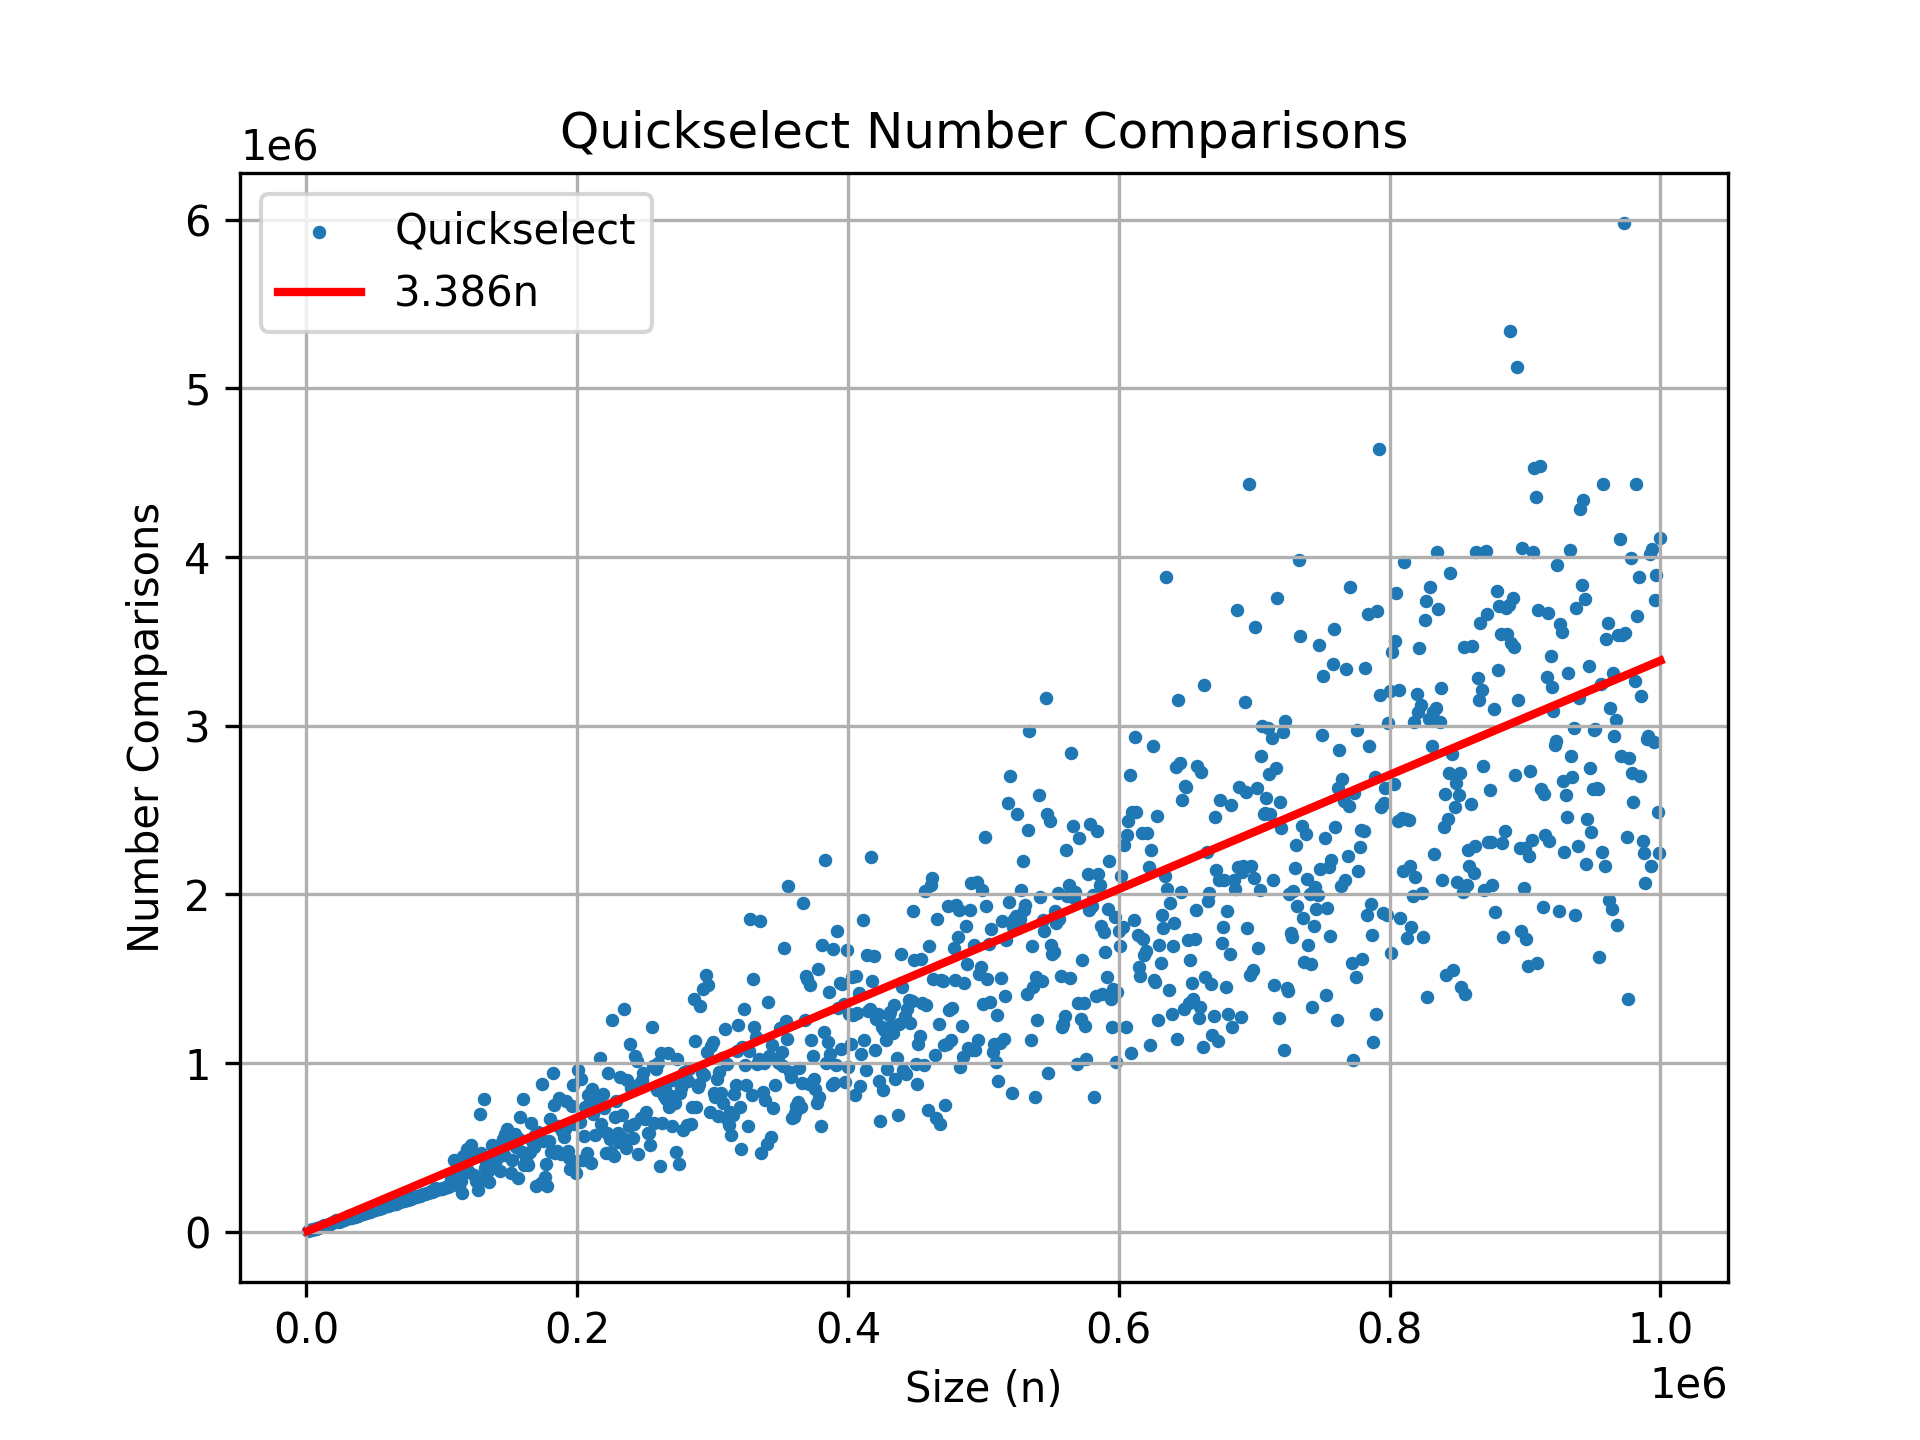 Quickselect Number Comparisons
1e6
Quickselect
3.386n
6
5
4
3
2
1
0
Number Comparisons
0.0 0.2 0.4 0.6 0.8 1.0
Size (n)
1e6